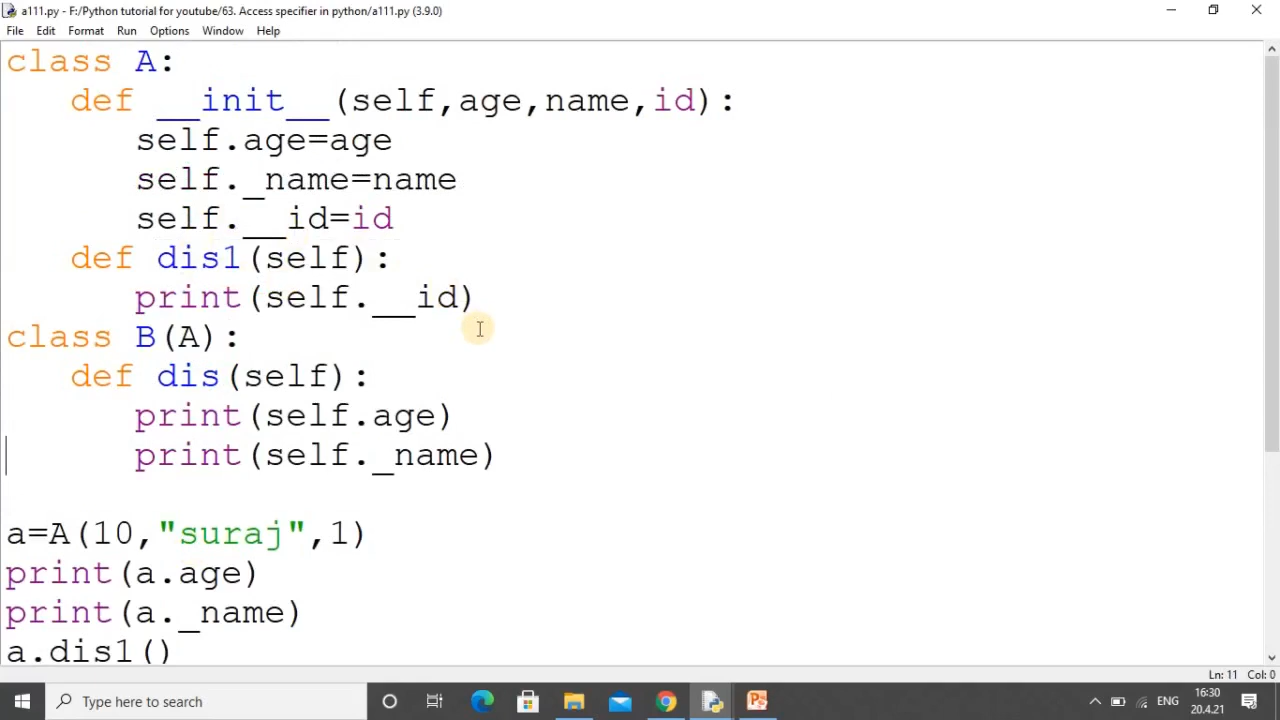 a111.py - F:/Python tutorial for youtube/63. Access specifier in python/a111.py (3.9.0)
File Edit Format Run Options Window Help
class A:
    def __init__(self,age,name,id):
        self.age=age
        self._name=name
        self.__id=id
    def dis1(self):
        print(self.__id)
class B(A):
    def dis(self):
        print(self.age)
        print(self._name)
a=A(10,"suraj",1)
print(a.age)
print(a._name)
a.dis1()
Ln: 11 Col: 0
Type here to search
ENG
16:30
20.4.21